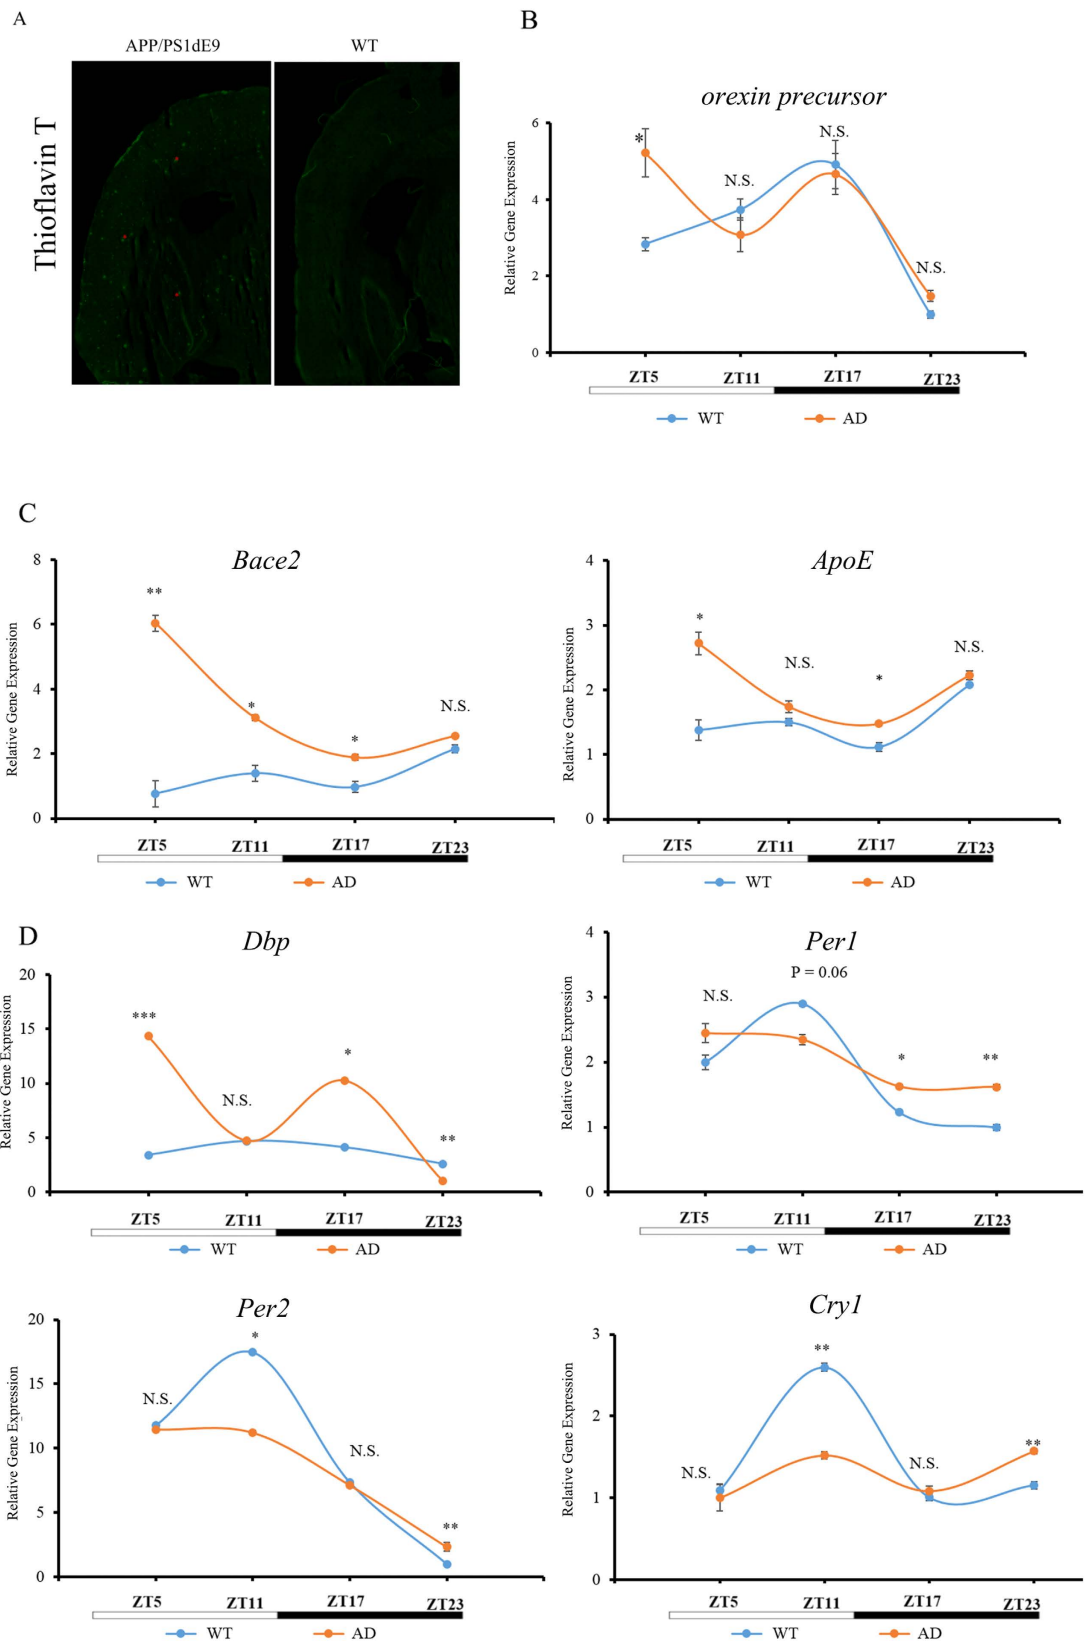 A
APP/PS1dE9
WT
Thioflavin T
B
orexin precursor
Relative Gene Expression
6
4
2
0
*
N.S.
N.S.
N.S.
ZT5
ZT11
ZT17
ZT23
WT
AD
C
Bace2
Relative Gene Expression
8
6
4
2
0
**
*
*
N.S.
ZT5
ZT11
ZT17
ZT23
WT
AD
ApoE
Relative Gene Expression
4
3
2
1
0
*
N.S.
*
N.S.
ZT5
ZT11
ZT17
ZT23
WT
AD
D
Dbp
Relative Gene Expression
20
15
10
5
0
***
N.S.
*
**
ZT5
ZT11
ZT17
ZT23
WT
AD
Per1
Relative Gene Expression
4
3
2
1
0
N.S.
P = 0.06
*
**
ZT5
ZT11
ZT17
ZT23
WT
AD
Per2
Relative Gene Expression
20
15
10
5
0
N.S.
*
N.S.
**
ZT5
ZT11
ZT17
ZT23
WT
AD
Cry1
Relative Gene Expression
3
2
1
0
N.S.
**
N.S.
**
ZT5
ZT11
ZT17
ZT23
WT
AD